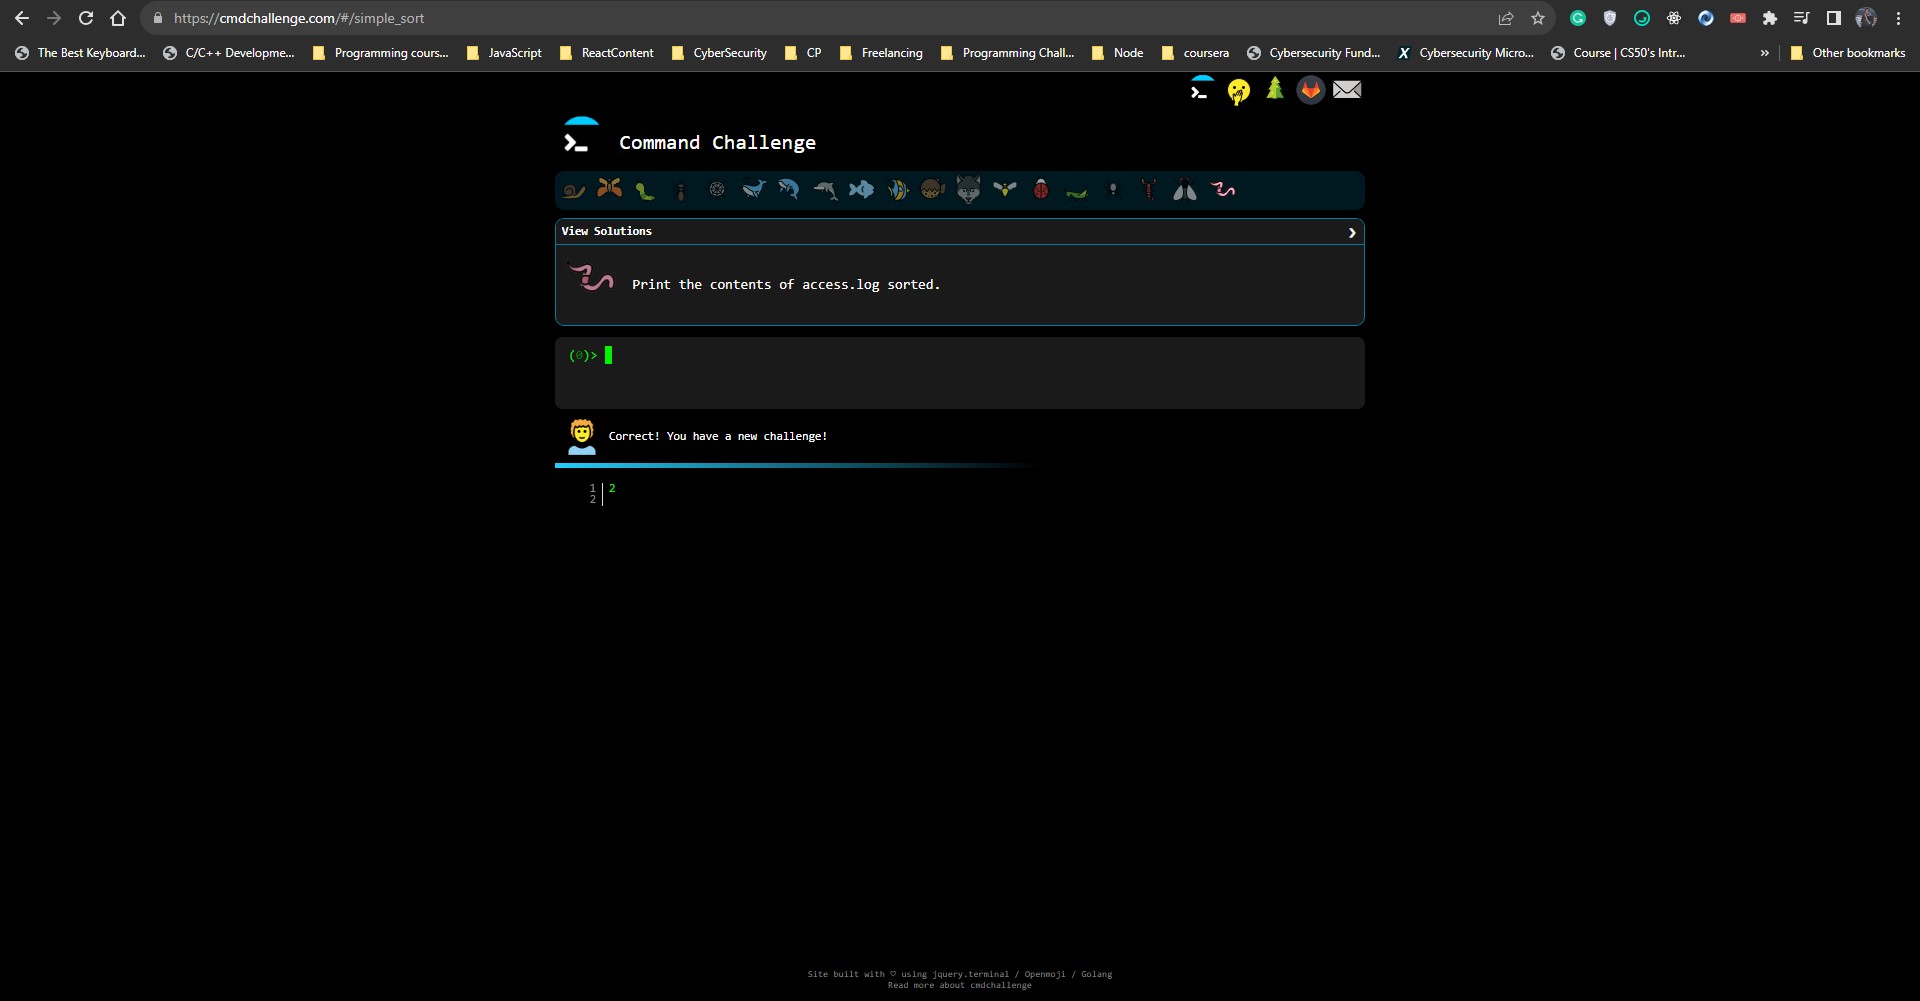 https://cmdchallenge.com/#/simple_sort
The Best Keyboard... C/C++ Developme... Programming cours... JavaScript ReactContent CyberSecurity CP Freelancing Programming Chall... Node coursera Cybersecurity Fund... Cybersecurity Micro... Course | CS50's Intr... » Other bookmarks
Command Challenge
View Solutions
Print the contents of access.log sorted.
(0)>
Correct! You have a new challenge!
1 2
2
Site built with ♡ using jquery.terminal / Openmoji / Golang
Read more about cmdchallenge